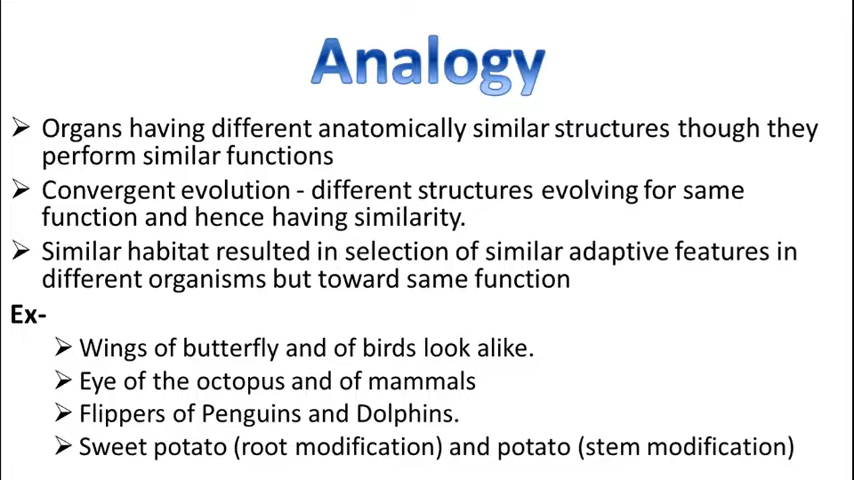 Analogy
➢ Organs having different anatomically similar structures though they
perform similar functions
➢ Convergent evolution - different structures evolving for same
function and hence having similarity.
➢ Similar habitat resulted in selection of similar adaptive features in
different organisms but toward same function
Ex-
➢ Wings of butterfly and of birds look alike.
➢ Eye of the octopus and of mammals
➢ Flippers of Penguins and Dolphins.
➢ Sweet potato (root modification) and potato (stem modification)